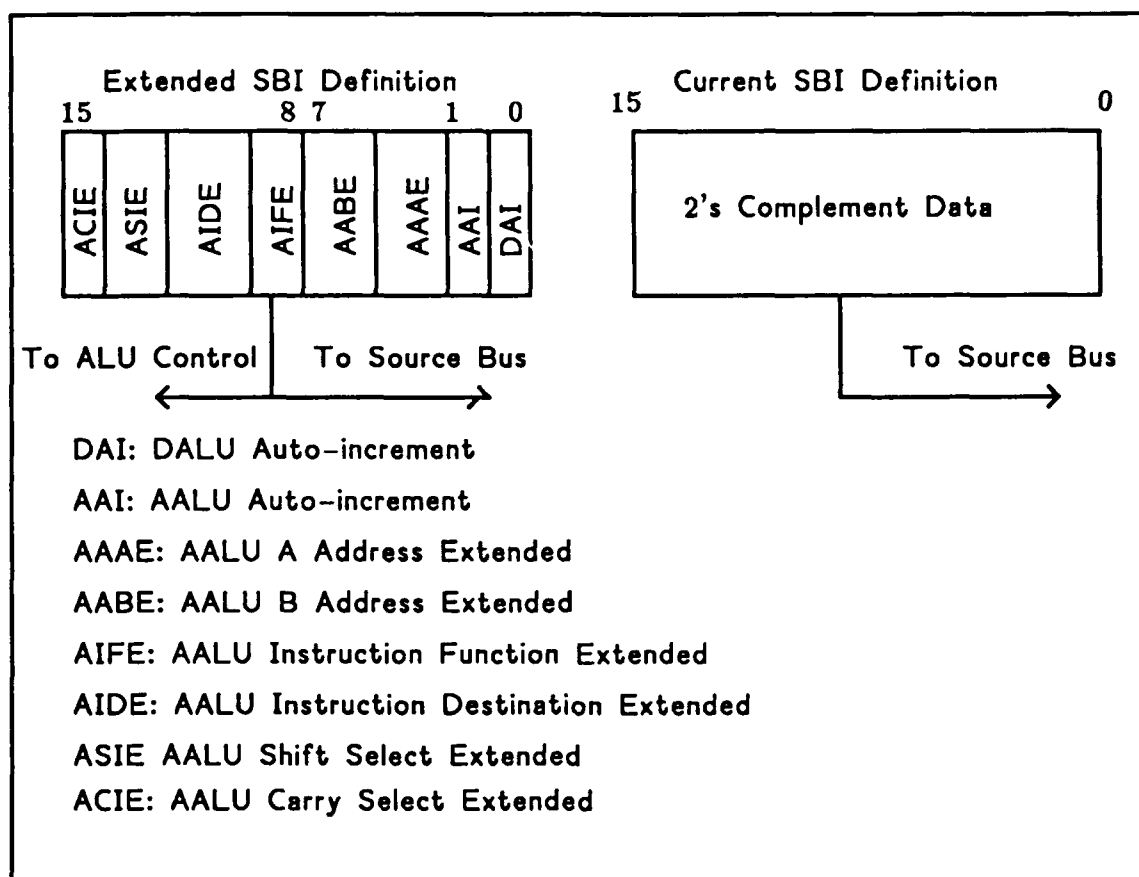 Extended SBI Definition
15 8 7 1 0
ACIE ASIE AIDE AIFE AABE AAAE AAI DAI
To ALU Control To Source Bus
Current SBI Definition
15 0
2's Complement Data
To Source Bus
DAI: DALU Auto-increment
AAI: AALU Auto-increment
AAAE: AALU A Address Extended
AABE: AALU B Address Extended
AIFE: AALU Instruction Function Extended
AIDE: AALU Instruction Destination Extended
ASIE AALU Shift Select Extended
ACIE: AALU Carry Select Extended